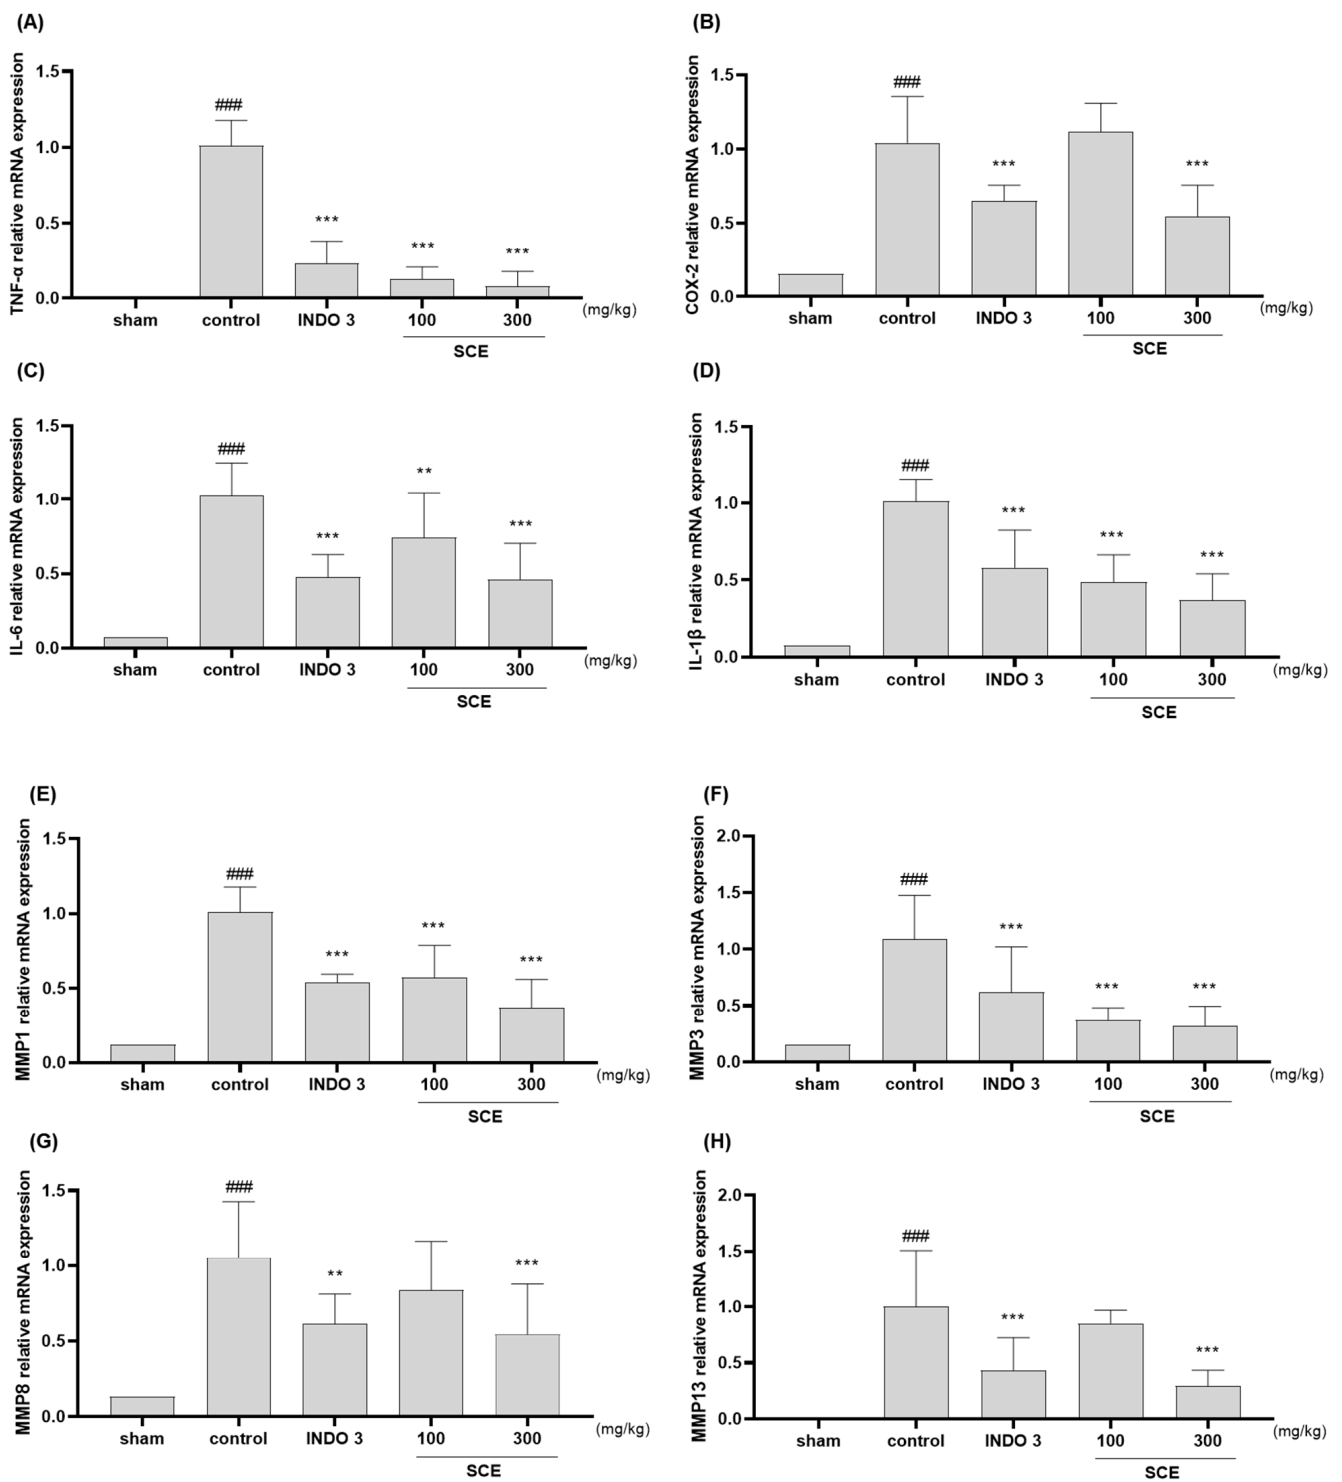 (A)
TNF-α relative mRNA expression
1.5
1.0
0.5
0.0
###
***
***
***
sham control INDO 3 100 300 (mg/kg)
SCE
(B)
COX-2 relative mRNA expression
1.5
1.0
0.5
0.0
###
***
***
sham control INDO 3 100 300 (mg/kg)
SCE
(C)
IL-6 relative mRNA expression
1.5
1.0
0.5
0.0
###
***
**
***
sham control INDO 3 100 300 (mg/kg)
SCE
(D)
IL-1β relative mRNA expression
1.5
1.0
0.5
0.0
###
***
***
***
sham control INDO 3 100 300 (mg/kg)
SCE
(E)
MMP1 relative mRNA expression
1.5
1.0
0.5
0.0
###
***
***
***
sham control INDO 3 100 300 (mg/kg)
SCE
(F)
MMP3 relative mRNA expression
2.0
1.5
1.0
0.5
0.0
###
***
***
***
sham control INDO 3 100 300 (mg/kg)
SCE
(G)
MMP8 relative mRNA expression
1.5
1.0
0.5
0.0
###
**
***
sham control INDO 3 100 300 (mg/kg)
SCE
(H)
MMP13 relative mRNA expression
2.0
1.5
1.0
0.5
0.0
###
***
***
sham control INDO 3 100 300 (mg/kg)
SCE